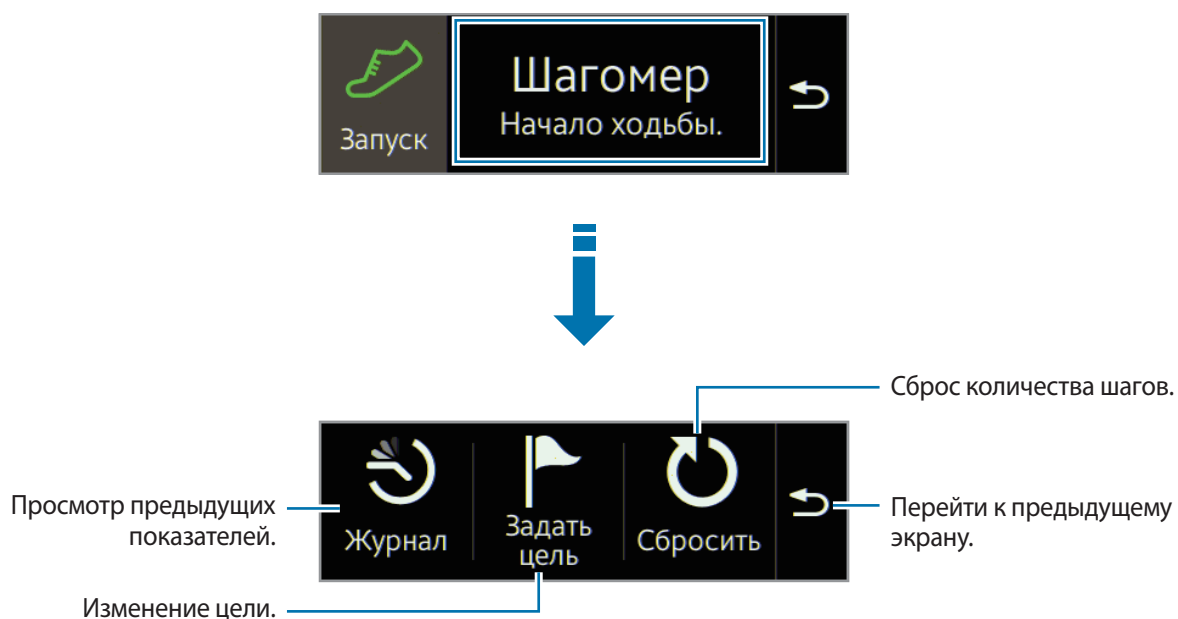 Шагомер
Начало ходьбы.
Запуск
Сброс количества шагов.
Просмотр предыдущих
показателей.
Журнал
Задать
цель
Сбросить
Перейти к предыдущему
экрану.
Изменение цели.